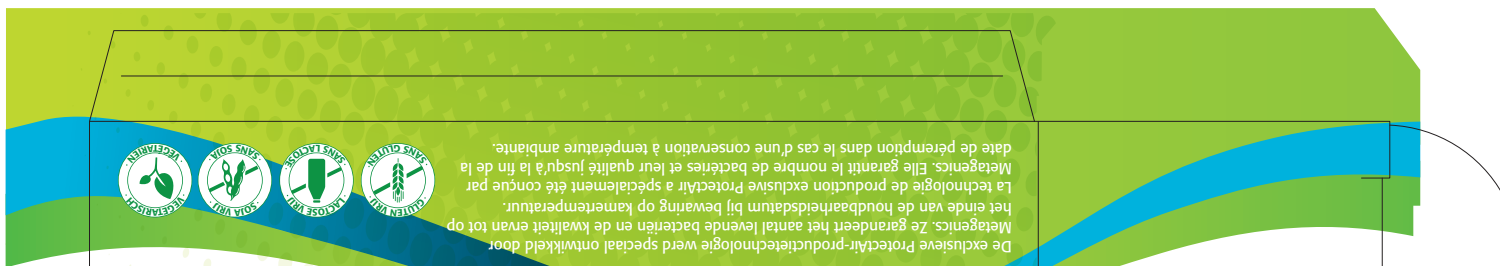 De exclusieve ProtectAir-productietechnologie werd speciaal ontwikkeld door
Metagenics. Ze garandeert het aantal levende bacteriën en de kwaliteit ervan tot op
het einde van de houdbaarheidsdatum bij bewaring op kamertemperatuur.
La technologie de production exclusive ProtectAir a spécialement été conçue par
Metagenics. Elle garantit le nombre de bactéries et leur qualité jusqu'à la fin de la
date de péremption dans le cas d'une conservation à température ambiante.
GLUTEN VRIJ · SANS GLUTEN ·
LACTOSE VRIJ · SANS LACTOSE ·
SOJA VRIJ · SANS SOJA ·
VEGETARISCH · VÉGÉTARIEN ·